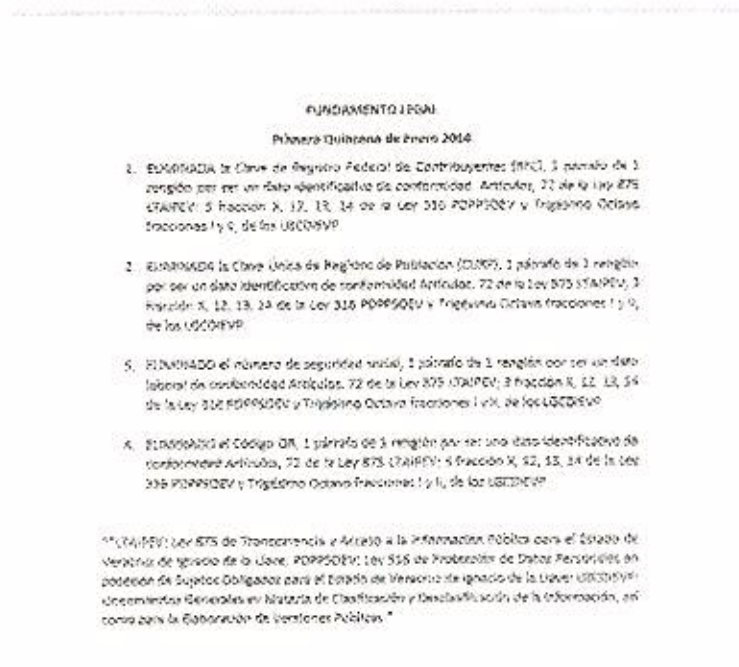 FUNDAMENTO LEGAL
Primera Quincena de Enero 2014
1. ELIMINADA la Clave de Registro Federal de Contribuyentes (RFC), 1 párrafo de 1
renglón por ser un dato identificativo de conformidad. Artículos, 72 de la Ley 875
LTAIPEV; 3 fracción X, 12, 13, 14 de la Ley 316 PDPPSOEV y Trigésimo Octavo
fracciones I y
de los LGCDIEVP
2. ELIMINADA la Clave Única de Registro de Población (CURP), 1 párrafo de 1 renglón
por ser un dato identificativo de conformidad Artículos, 72 de la Ley 875 LTAIPEV; 3
fracción X, 12, 13, 14 de la Ley 316 PDPPSOEV y Trigésimo Octavo fracciones I y
de los LGCDIEVP
ELIMINADO el número de seguridad social, 1 párrafo de 1 renglón por ser un dato
laboral de conformidad Artículos, 72 de la Ley 875 LTAIPEV; 3 fracción X, 12, 13, 14
de la Ley 316 PDPPSOEV y Trigésimo Octavo fracciones I y de los LGCDIEVP
4. ELIMINADO el Código QR, 1 párrafo de 1 renglón por ser una dato identificativo de
conformidad Artículos, 72 de la Ley 875 LTAIPEV; 3 fracción X, 12, 13, 14 de la Ley
316 PDPPSOEV y Trigésimo Octavo fracciones I y de los LGCDIEVP
*"LTAIPEV: Ley 875 de Transparencia y Acceso a la Información Pública para el Estado de
Veracruz de Ignacio de la Llave; PDPPSOEV: Ley 316 de Protección de Datos Personales en
posesión de Sujetos Obligados para el Estado de Veracruz de Ignacio de la Llave; LGCDIEVP:
Lineamientos Generales en Materia de Clasificación y Desclasificación de la Información, así
como para la Elaboración de Versiones Públicas."